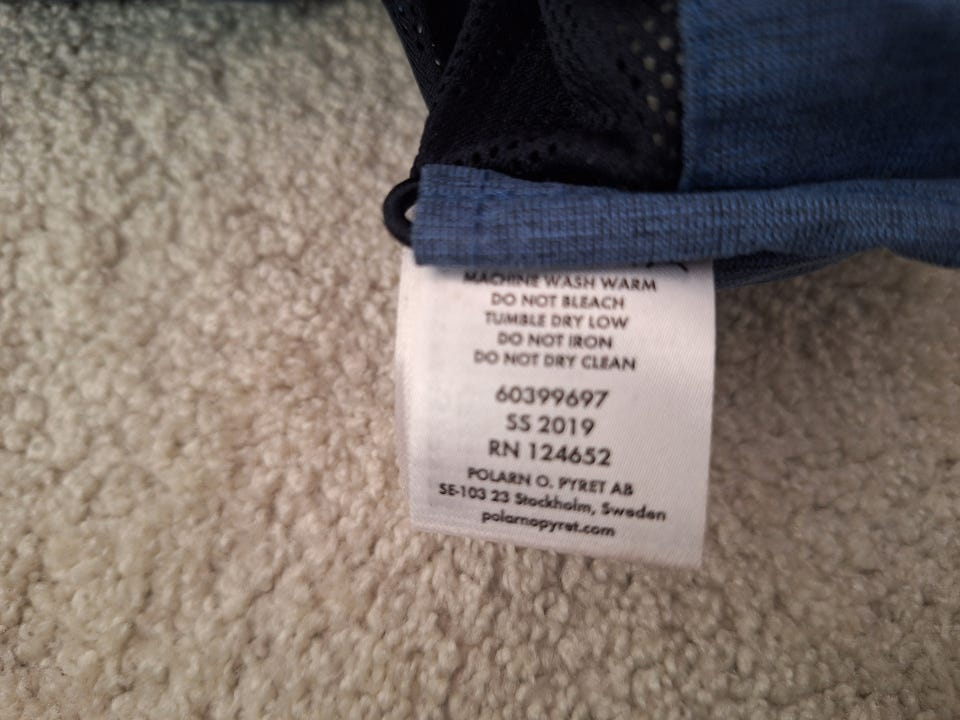 MACHINE WASH WARM
DO NOT BLEACH
TUMBLE DRY LOW
DO NOT IRON
DO NOT DRY CLEAN
60399697
SS 2019
RN 124652
POLARN O. PYRET AB
SE-103 23 Stockholm, Sweden
polarnopyret.com